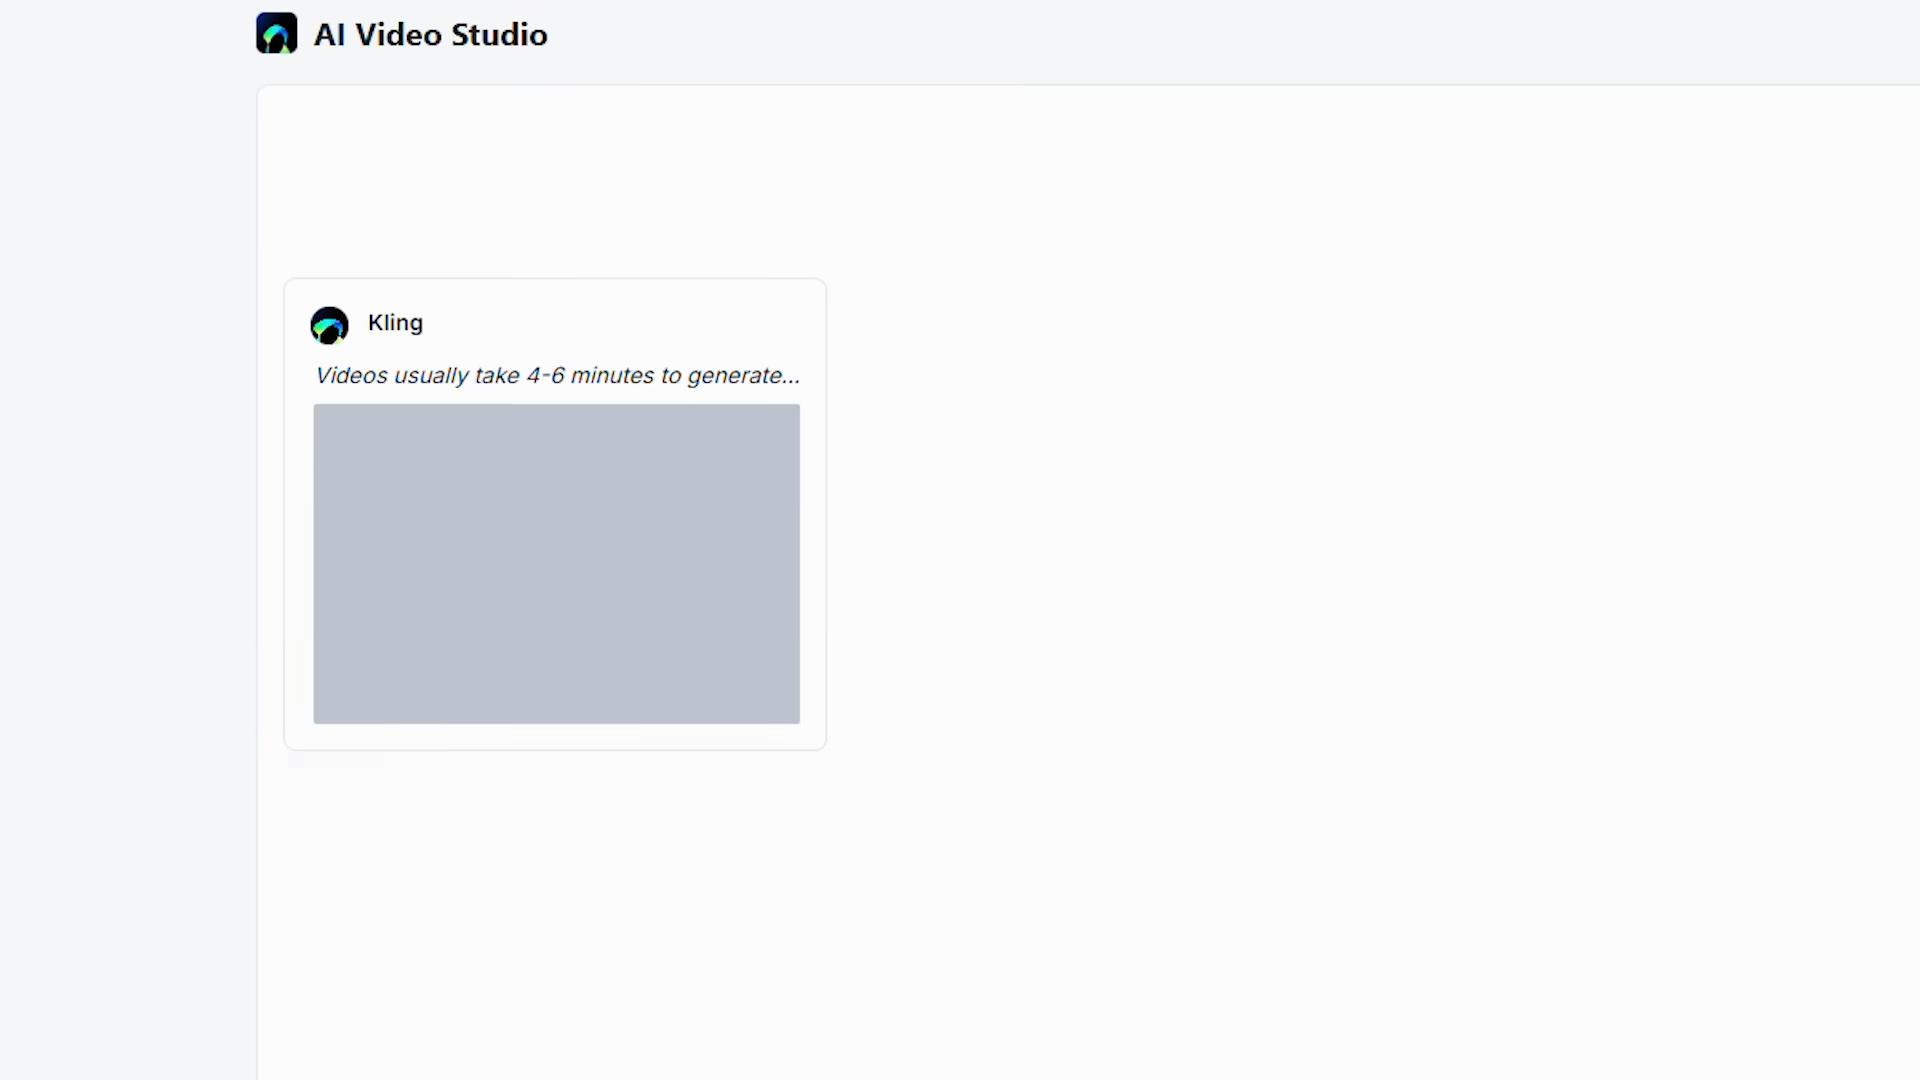 AI Video Studio
Kling
Videos usually take 4-6 minutes to generate...